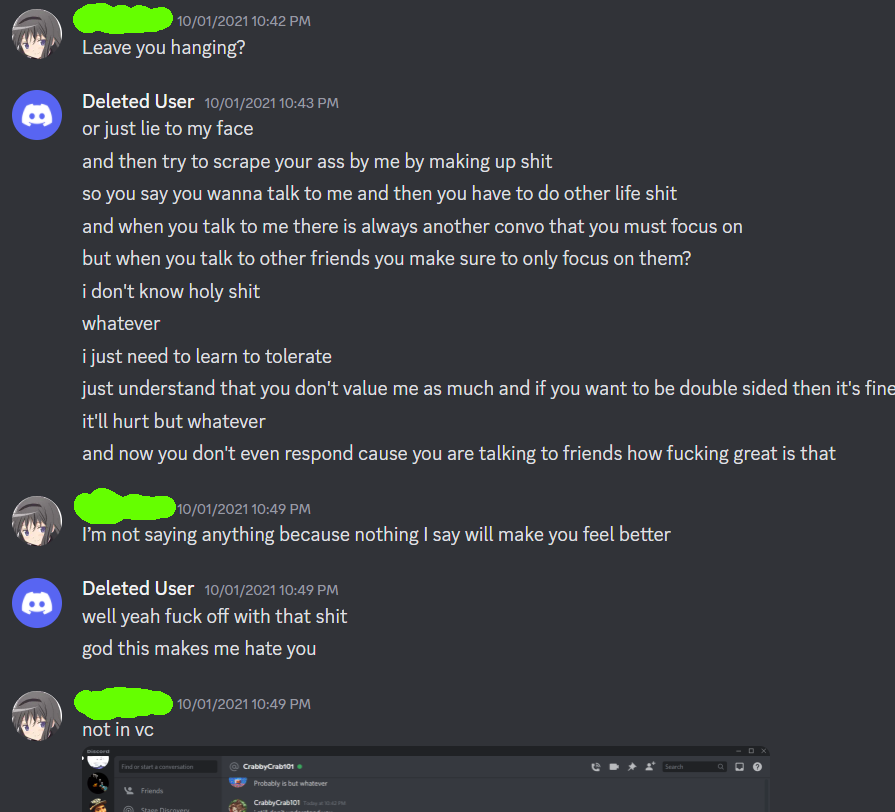 10/01/2021 10:42 PM
Leave you hanging?
Deleted User 10/01/2021 10:43 PM
or just lie to my face
and then try to scrape your ass by me by making up shit
so you say you wanna talk to me and then you have to do other life shit
and when you talk to me there is always another convo that you must focus on
but when you talk to other friends you make sure to only focus on them?
i don't know holy shit
whatever
i just need to learn to tolerate
just understand that you don't value me as much and if you want to be double sided then it's fine
it'll hurt but whatever
and now you don't even respond cause you are talking to friends how fucking great is that
10/01/2021 10:49 PM
I'm not saying anything because nothing I say will make you feel better
Deleted User 10/01/2021 10:49 PM
well yeah fuck off with that shit
god this makes me hate you
10/01/2021 10:49 PM
not in vc
Discord
Find or start a conversation @ CrabbyCrab101 Search
Probably is but whatever
Friends
CrabbyCrab101 Today at 10:42 PM
Stage Discovery